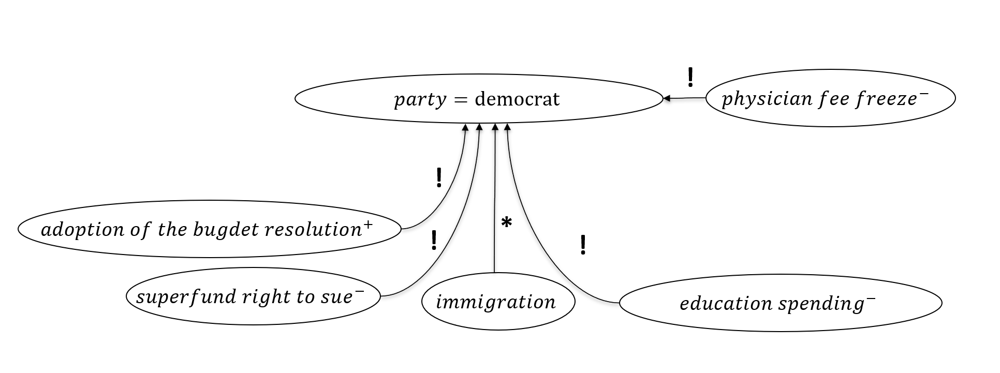 !
party = democrat
physician fee freeze⁻
!
adoption of the bugdet resolution⁺
*
!
!
superfund right to sue⁻
immigration
education spending⁻